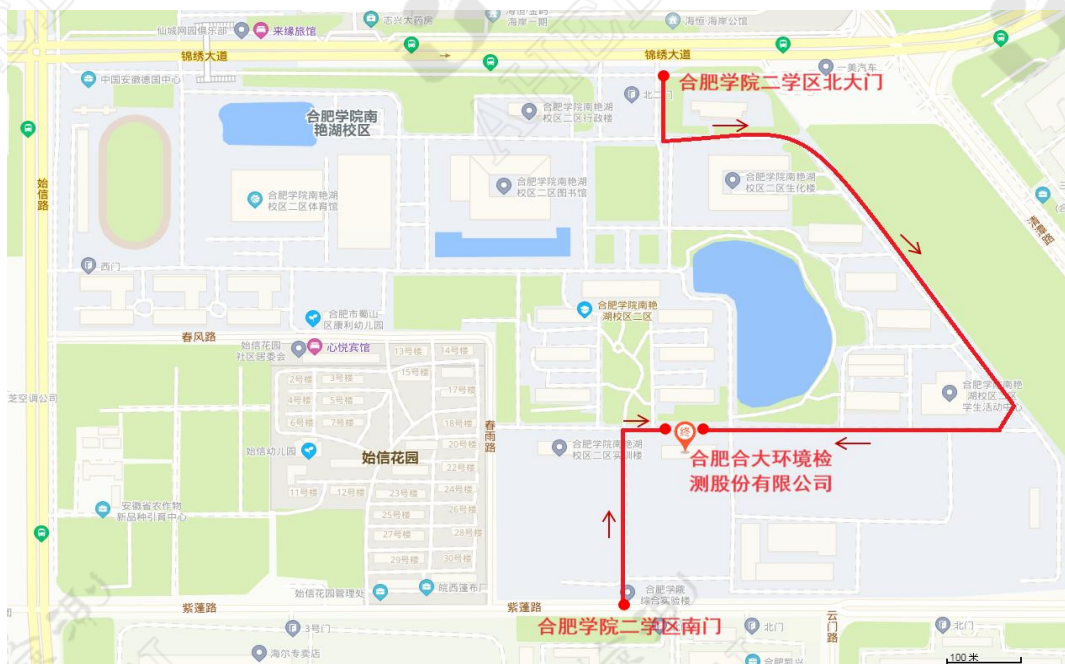 仙城网园俱乐部
来缘旅馆
志兴大药房
海岸一期
海恒·海岸公馆
锦绣大道
锦绣大道
一美汽车
中国安徽德国中心
合肥学院南
艳湖校区
合肥学院南艳湖
校区二区行政楼
北二门
合肥学院二学区北大门
始信路
合肥学院南艳湖
校区二区体育馆
合肥学院南艳湖
校区二区图书馆
合肥学院南艳湖
校区二区生化楼
清潭路
西门
合肥市蜀山
区康利幼儿园
合肥学院南艳
湖校区二区
春风路
始信花园
社区居委会
心悦宾馆
13号楼
14号楼
15号楼
2号楼
3号楼
17号楼
4号楼
5号楼
6号楼
7号楼
18号楼
芝空调公司
合肥学院南艳
湖校区二区
学生活动中心
春雨路
20号楼
始信幼儿园
始信花园
22号楼
合肥学院南艳湖
校区二区实训楼
终
合肥合大环境检
测股份有限公司
11号楼
12号楼
23号楼
24号楼
25号楼
26号楼
27号楼
28号楼
29号楼
30号楼
安徽省农作物
新品种引育中心
始信花园管理处
皖西篷布厂
合肥学院
综合实验楼
紫蓬路
紫蓬路
合肥学院二学区南门
云门路
3号门
北门
北门
海尔专卖店
100米